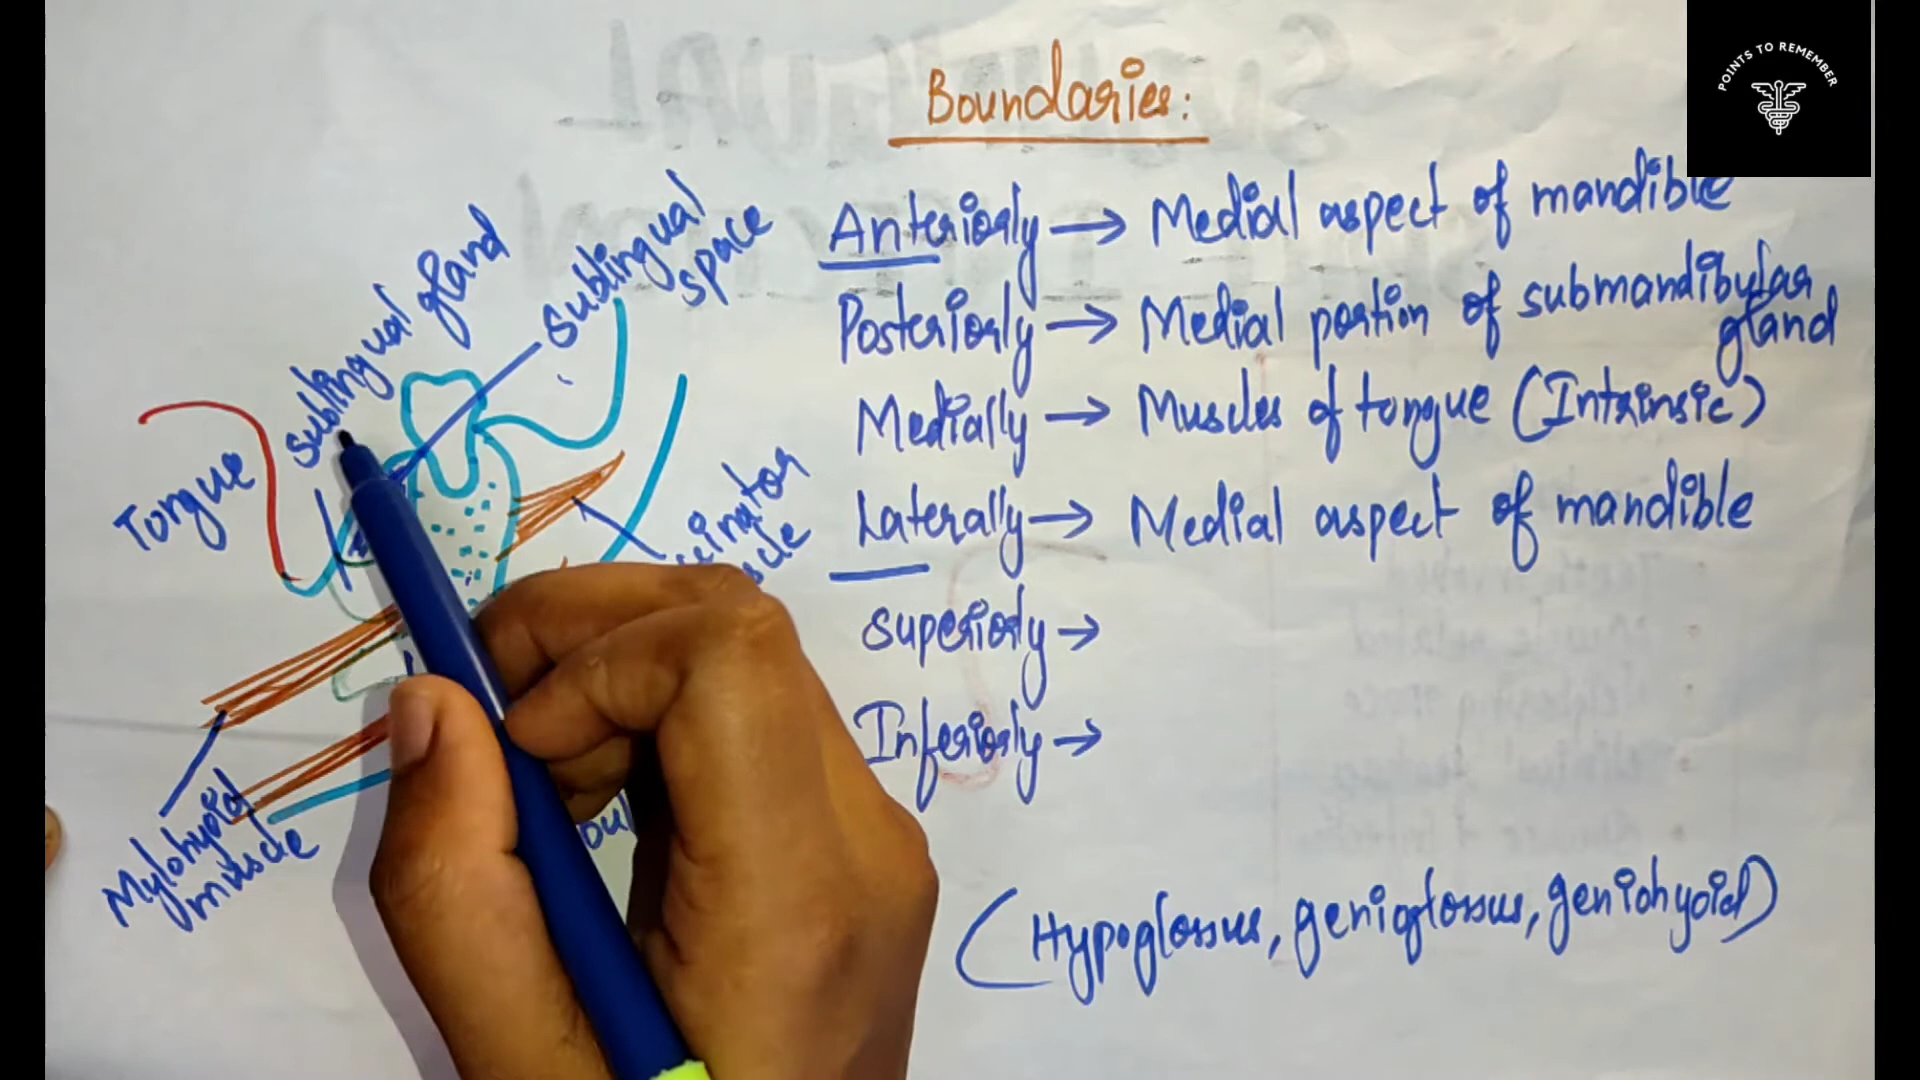 POINTS TO REMEMBER
Boundaries:
Anteriorly → Medial aspect of mandible
Posteriorly → Medial portion of submandibular
gland
Medially → Muscles of tongue (Intrinsic)
Laterally → Medial aspect of mandible
Superiorly →
Inferiorly →
(Hypoglossus, genioglossus, geniohyoid)
Sublingual gland
Sublingual
space
Tongue
Mylohyoid
muscle